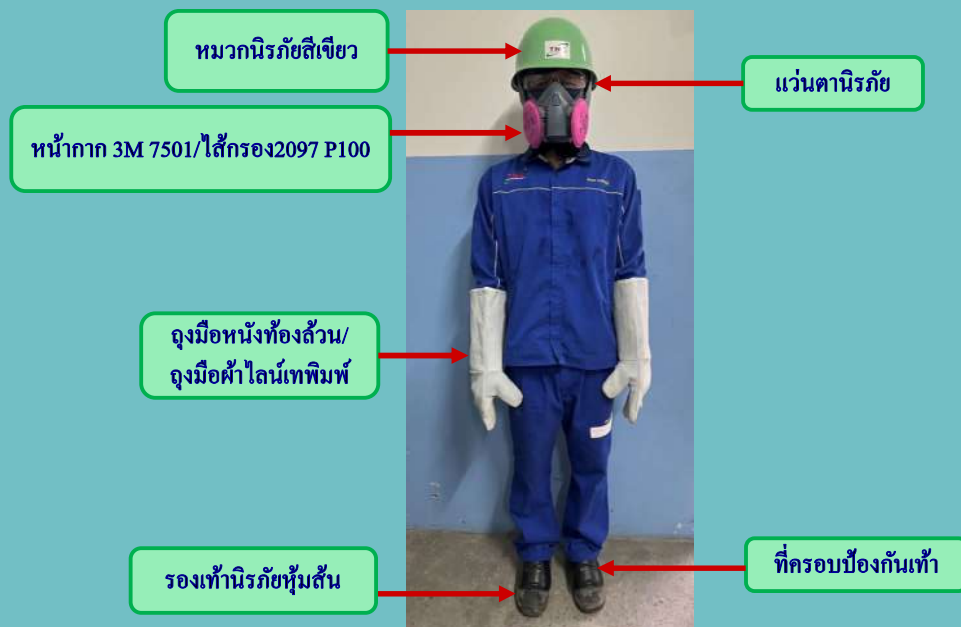 หมวกนิรภัยสีเขียว
แว่นตานิรภัย
หน้ากาก 3M 7501/ไส้กรอง2097 P100
ถุงมือหนังท้องล้วน/
ถุงมือผ้าไลน์เทพิมพ์
รองเท้านิรภัยหุ้มส้น
ที่ครอบป้องกันเท้า